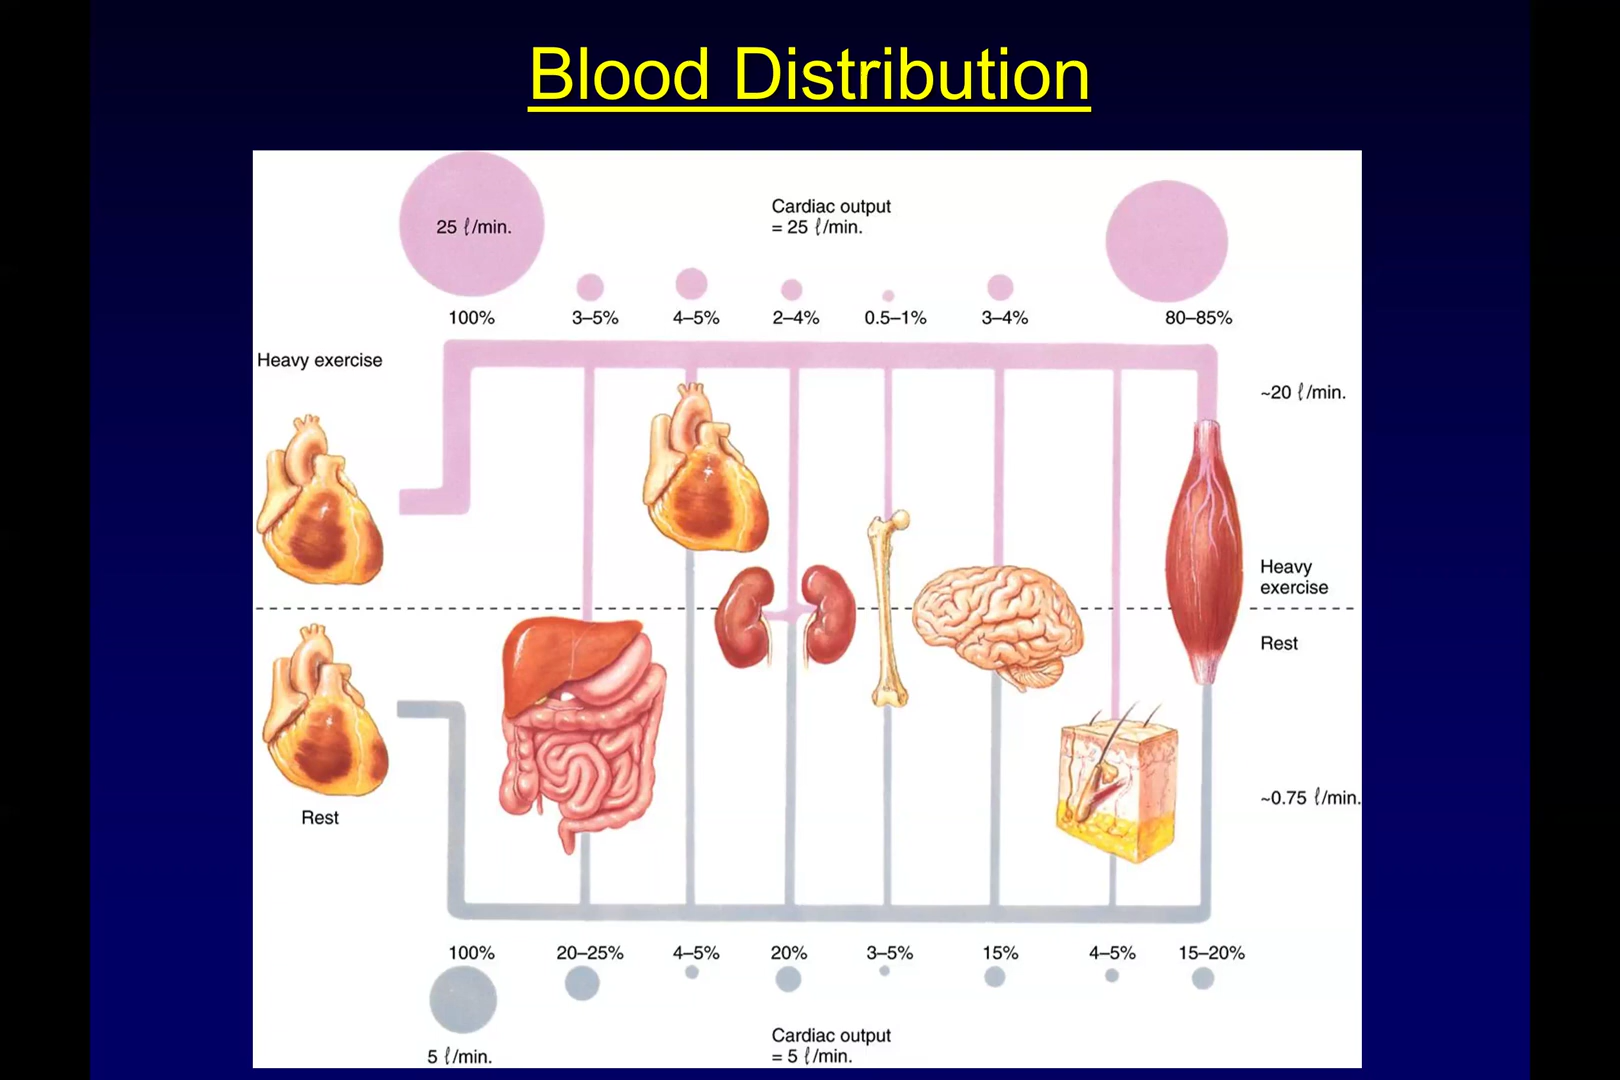 Blood Distribution
25 ℓ/min.
Cardiac output
= 25 ℓ/min.
100%
3–5%
4–5%
2–4%
0.5–1%
3–4%
80–85%
Heavy exercise
~20 ℓ/min.
Heavy
exercise
Rest
~0.75 ℓ/min.
Rest
100%
20–25%
4–5%
20%
3–5%
15%
4–5%
15–20%
5 ℓ/min.
Cardiac output
= 5 ℓ/min.